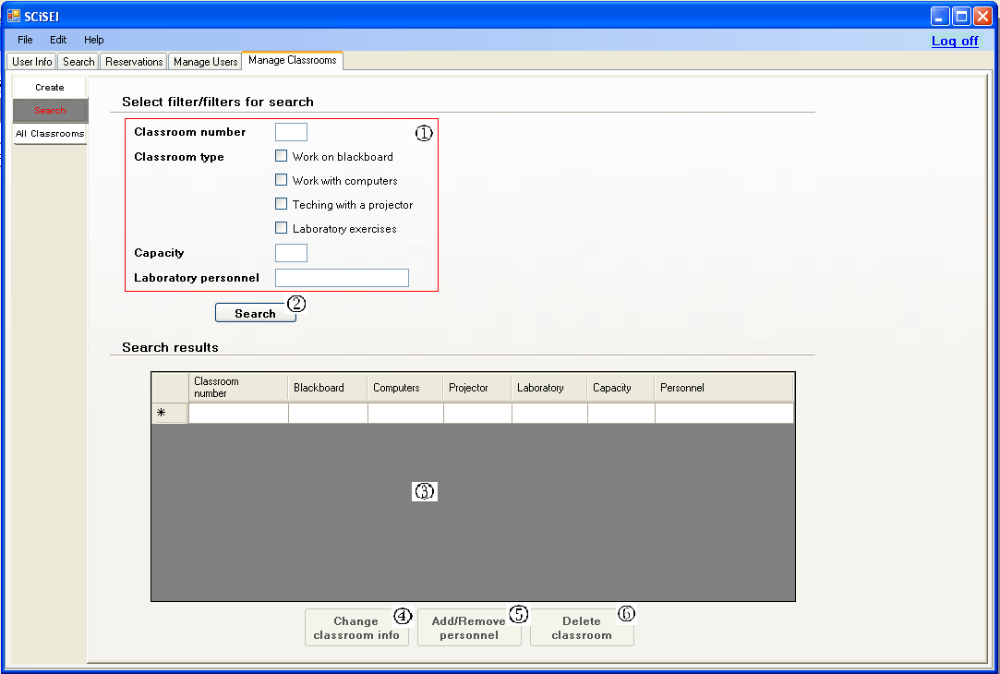 SCiSEI
File Edit Help Log off
User Info Search Reservations Manage Users Manage Classrooms
Create
Search
All Classrooms
Select filter/filters for search
Classroom number ①
Classroom type Work on blackboard
Work with computers
Teching with a projector
Laboratory exercises
Capacity
Laboratory personnel
Search ②
Search results
Classroom number Blackboard Computers Projector Laboratory Capacity Personnel
*
③
Change classroom info ④ Add/Remove personnel ⑤ Delete classroom ⑥